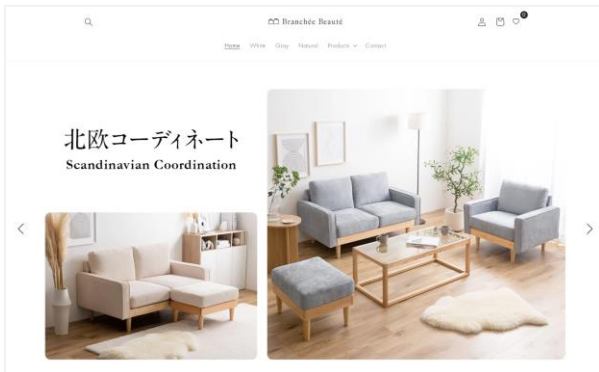 Branchée Beauté
0
Home White Gray Natural Products Contact
北欧コーディネート
Scandinavian Coordination